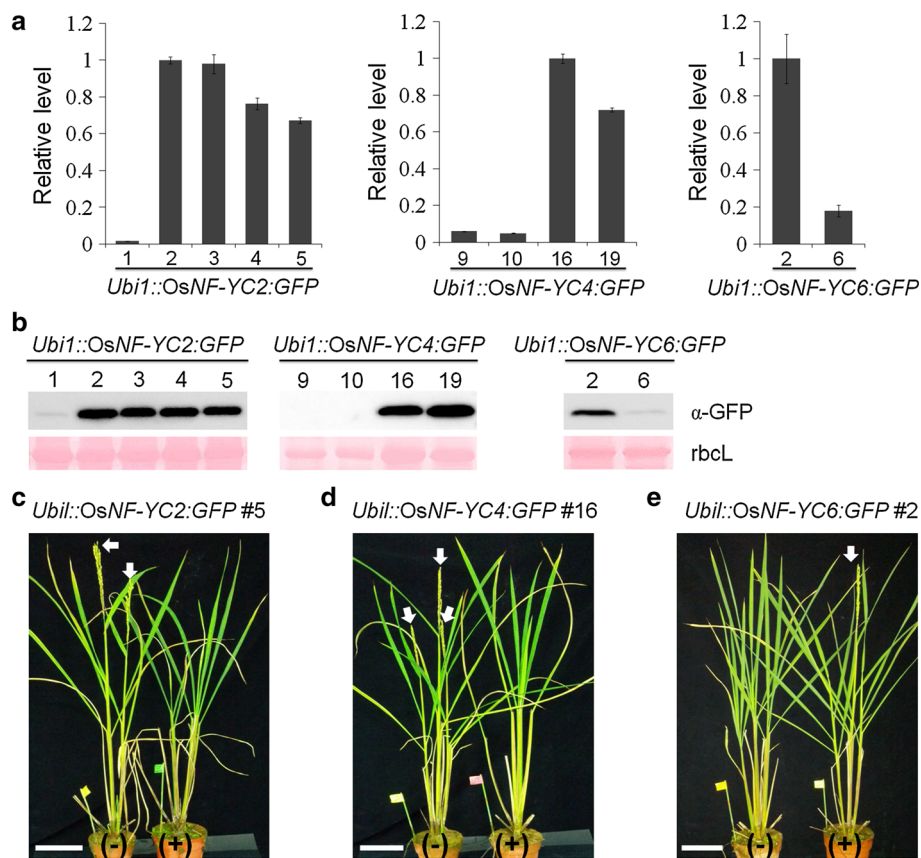 a
Relative level
1.2
1
0.8
0.6
0.4
0.2
0
1 2 3 4 5
Ubi1::OsNF-YC2:GFP
Relative level
1.2
1
0.8
0.6
0.4
0.2
0
9 10 16 19
Ubi1::OsNF-YC4:GFP
Relative level
1.2
1
0.8
0.6
0.4
0.2
0
2 6
Ubi1::OsNF-YC6:GFP
b
Ubi1::OsNF-YC2:GFP Ubi1::OsNF-YC4:GFP Ubi1::OsNF-YC6:GFP
1 2 3 4 5 9 10 16 19 2 6
α-GFP
rbcL
c
Ubil::OsNF-YC2:GFP #5
(-) (+)
d
Ubil::OsNF-YC4:GFP #16
(-) (+)
e
Ubil::OsNF-YC6:GFP #2
(-) (+)